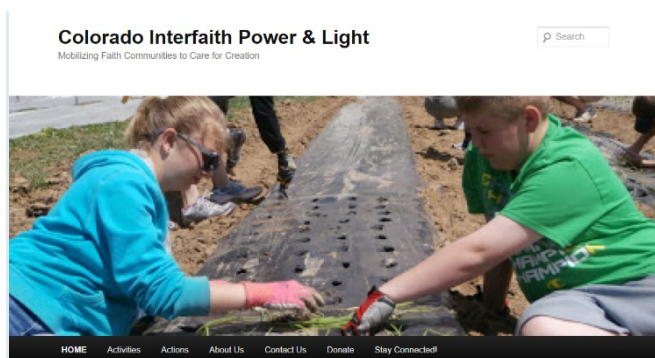 Colorado Interfaith Power & Light
Search
Mobilizing Faith Communities to Care for Creation
CHAMPION
HOME Activities Actions About Us Contact Us Donate Stay Connected!